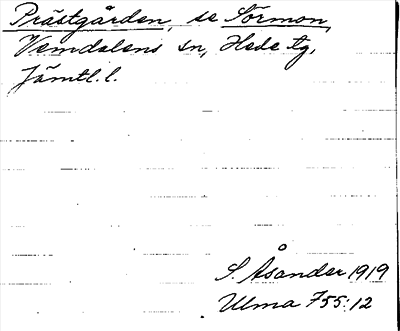 Prästgården, se Sörmon,
Vemdalens sn, Hede tg,
Jämtl. l.
S. Åsander 1919
Ulma 755:12